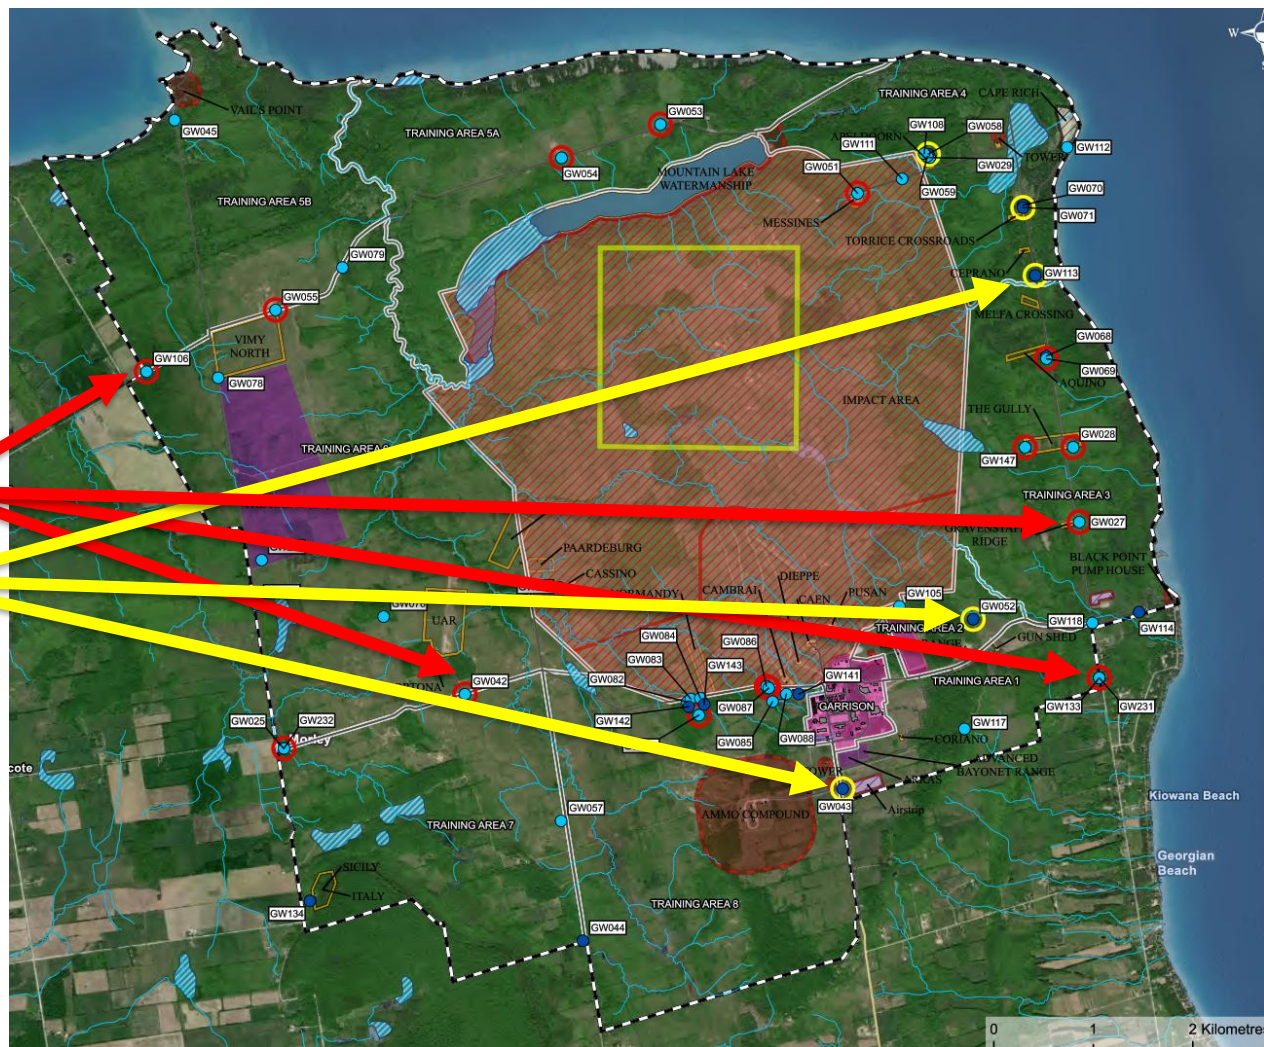 W
CAPE RICH
TRAINING AREA 4
VAIL'S POINT
GW053
GW045
TRAINING AREA 5A
GW108
GW058
GW111
TOWER
GW112
GW054
MOUNTAIN LAKE
WATERMANSHIP
GW051
GW029
GW059
TRAINING AREA 5B
GW070
GW071
MESSINES
TORRICE CROSSROADS
GW079
CEPRANO
GW113
GW055
MELFA CROSSING
VIMY
NORTH
GW068
GW106
GW069
GW078
AQUINO
IMPACT AREA
THE GULLY
GW028
GW147
TRAINING AREA 3
GW027
RIDGE
PAARDEBURG
BLACK POINT
PUMP HOUSE
CASSINO
DIEPPE
CAMBRAI
CAEN
PUSAN
GW105
GW052
UAR
GW084
GW086
TRAINING AREA 2
GW118
GW114
GUN SHED
GW083
GW143
GW082
GW141
GW042
TRAINING AREA 1
GW087
GARRISON
GW133
GW231
GW025
GW232
GW142
GW085
GW088
GW117
Morley
CORIANO
ADVANCED
BAYONET RANGE
cote
ARRAS
GW043
Airstrip
AMMO COMPOUND
Kiowana Beach
GW057
TRAINING AREA 7
Georgian
Beach
SICILY
ITALY
GW134
TRAINING AREA 8
GW044
0 1 2 Kilometres